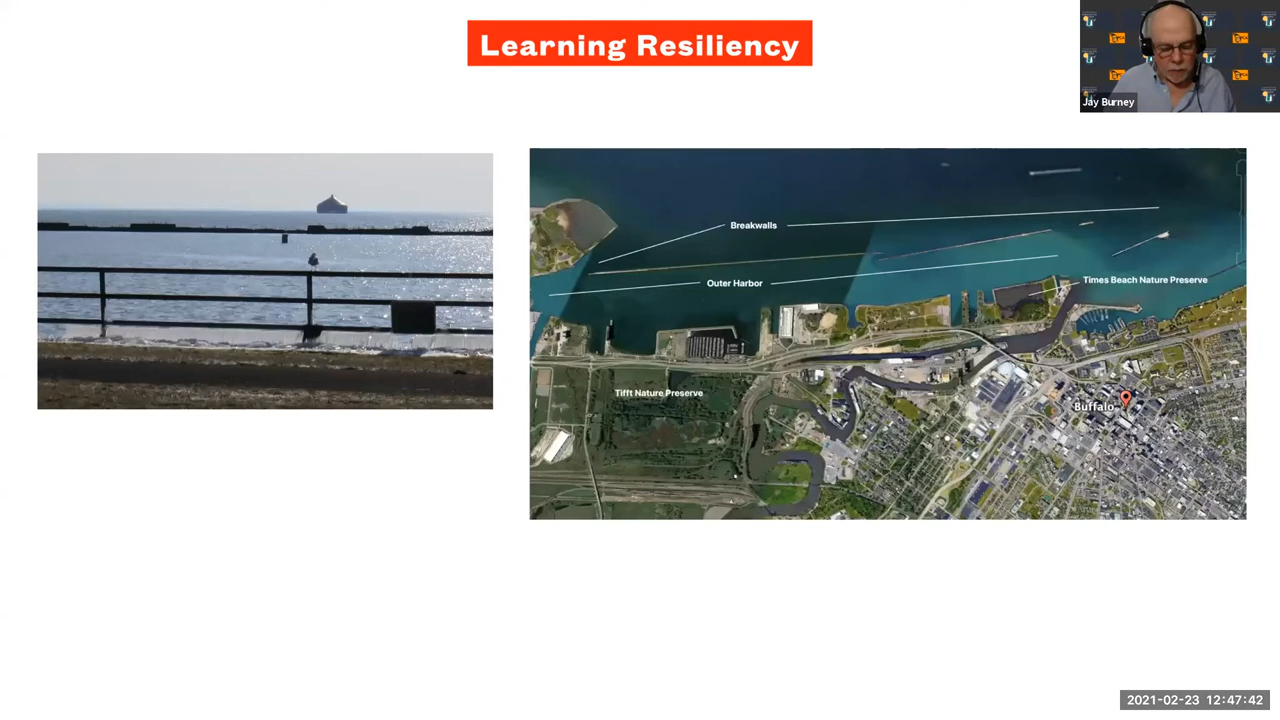 Learning Resiliency
Jay Burney
Breakwalls
Outer Harbor
Times Beach Nature Preserve
Tifft Nature Preserve
Buffalo
2021-02-23 12:47:42